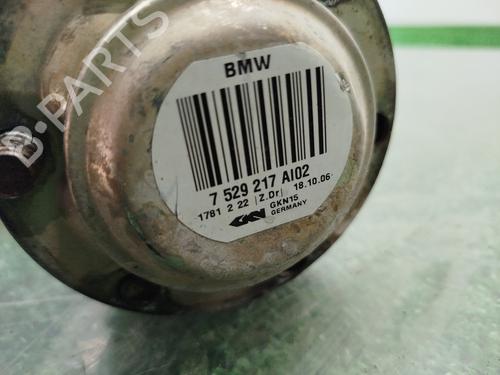 B-PARTS
BMW
7 529 217 AI02
1781 2 22 |Z.Dr| 18.10.06
GKN GKN15
GERMANY